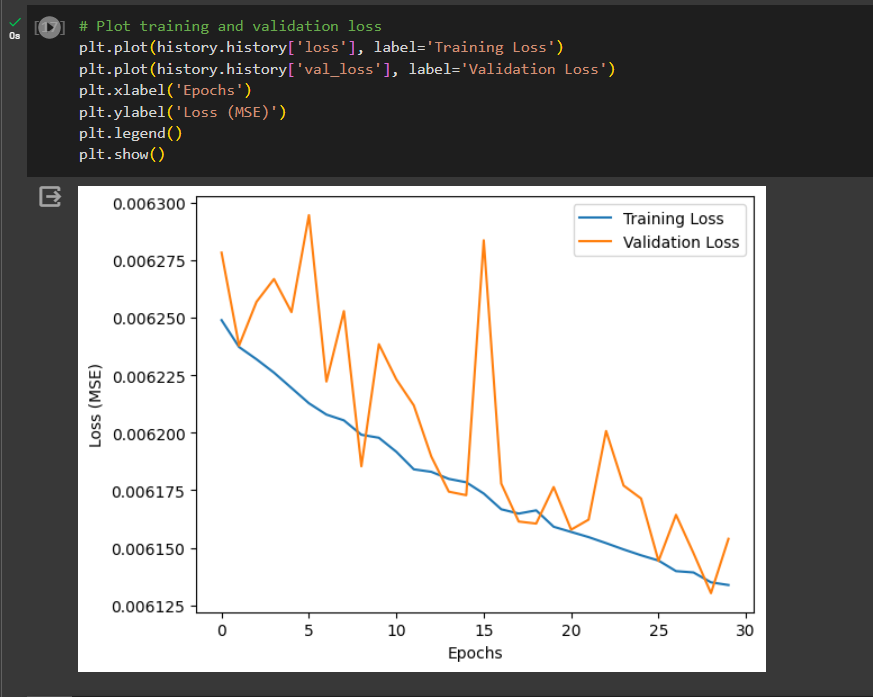 [17]
0s
# Plot training and validation loss
plt.plot(history.history['loss'], label='Training Loss')
plt.plot(history.history['val_loss'], label='Validation Loss')
plt.xlabel('Epochs')
plt.ylabel('Loss (MSE)')
plt.legend()
plt.show()
Training Loss
Validation Loss
0.006300
0.006275
0.006250
0.006225
0.006200
0.006175
0.006150
0.006125
Loss (MSE)
0 5 10 15 20 25 30
Epochs